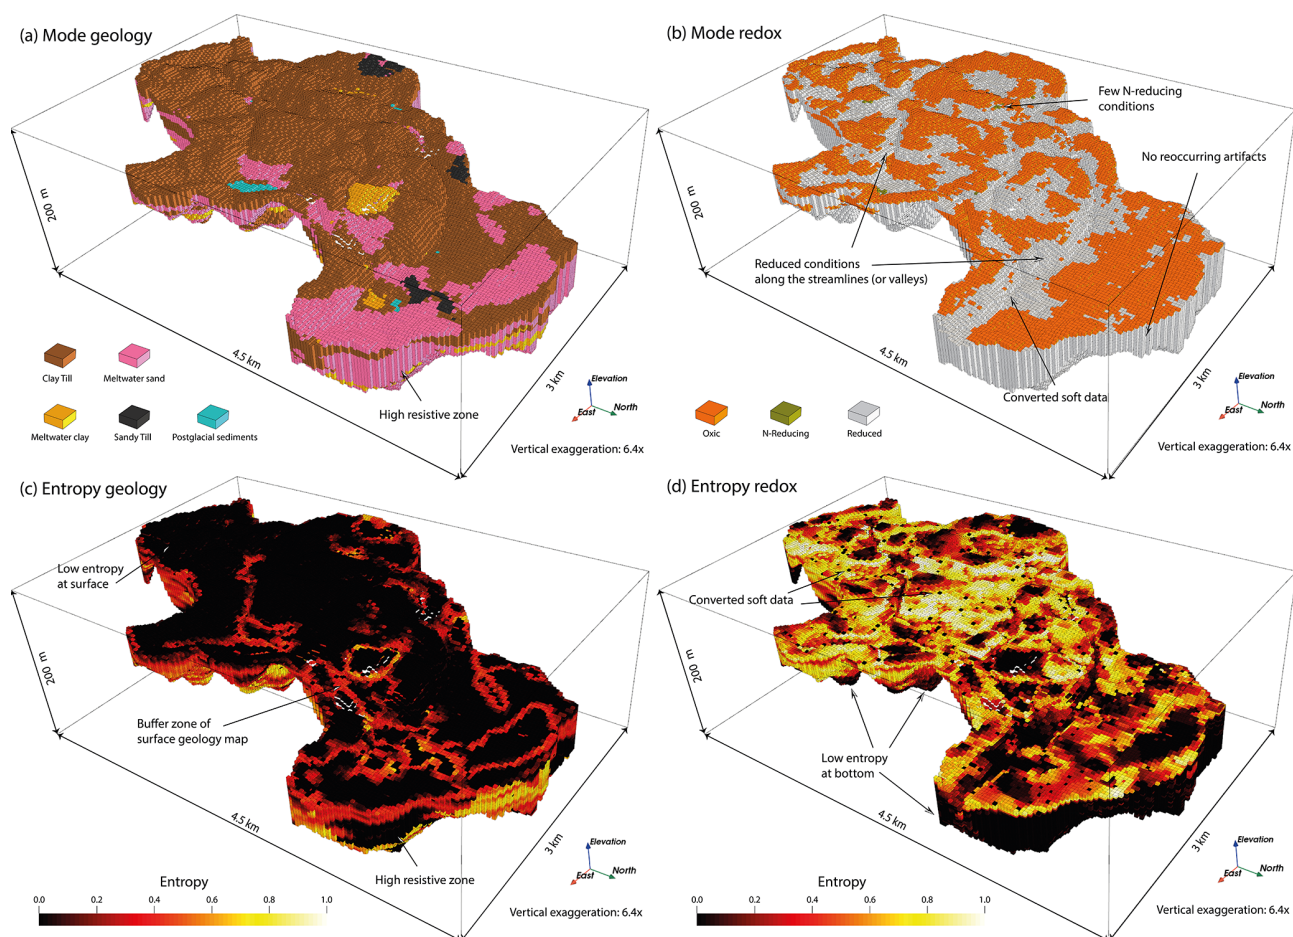 (a) Mode geology
200 m
4.5 km
3 km
High resistive zone
Clay Till
Meltwater sand
Meltwater clay
Sandy Till
Postglacial sediments
Elevation
East
North
Vertical exaggeration: 6.4x
(b) Mode redox
Few N-reducing
conditions
No reoccurring artifacts
200 m
Reduced conditions
along the streamlines (or valleys)
4.5 km
3 km
Converted soft data
Oxic
N-Reducing
Reduced
Elevation
East
North
Vertical exaggeration: 6.4x
(c) Entropy geology
Low entropy
at surface
200 m
Buffer zone of
surface geology map
4.5 km
3 km
High resistive zone
Entropy
0.0 0.2 0.4 0.6 0.8 1.0
Elevation
East
North
Vertical exaggeration: 6.4x
(d) Entropy redox
Converted soft data
200 m
Low entropy
at bottom
4.5 km
3 km
Entropy
0.0 0.2 0.4 0.6 0.8 1.0
Elevation
East
North
Vertical exaggeration: 6.4x